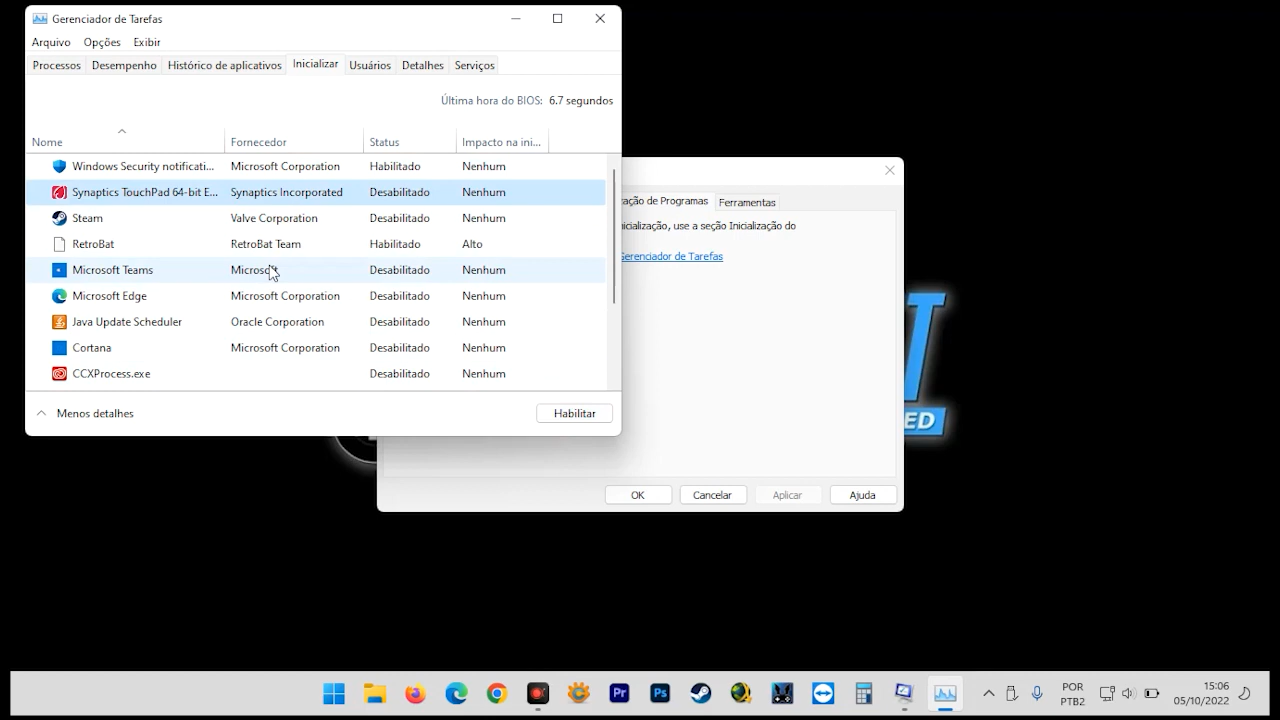 Gerenciador de Tarefas
Arquivo Opções Exibir
Processos Desempenho Histórico de aplicativos Inicializar Usuários Detalhes Serviços
Última hora do BIOS: 6.7 segundos
Nome Fornecedor Status Impacto na ini...
Windows Security notificati... Microsoft Corporation Habilitado Nenhum
Synaptics TouchPad 64-bit E... Synaptics Incorporated Desabilitado Nenhum
Steam Valve Corporation Desabilitado Nenhum
RetroBat RetroBat Team Habilitado Alto
Microsoft Teams Microsoft Desabilitado Nenhum
Microsoft Edge Microsoft Corporation Desabilitado Nenhum
Java Update Scheduler Oracle Corporation Desabilitado Nenhum
Cortana Microsoft Corporation Desabilitado Nenhum
CCXProcess.exe Desabilitado Nenhum
Menos detalhes Habilitar
de Programas Ferramentas
use a seção Inicialização do
Gerenciador de Tarefas
OK Cancelar Aplicar Ajuda
Pr Ps
POR
PTB2
15:06
05/10/2022